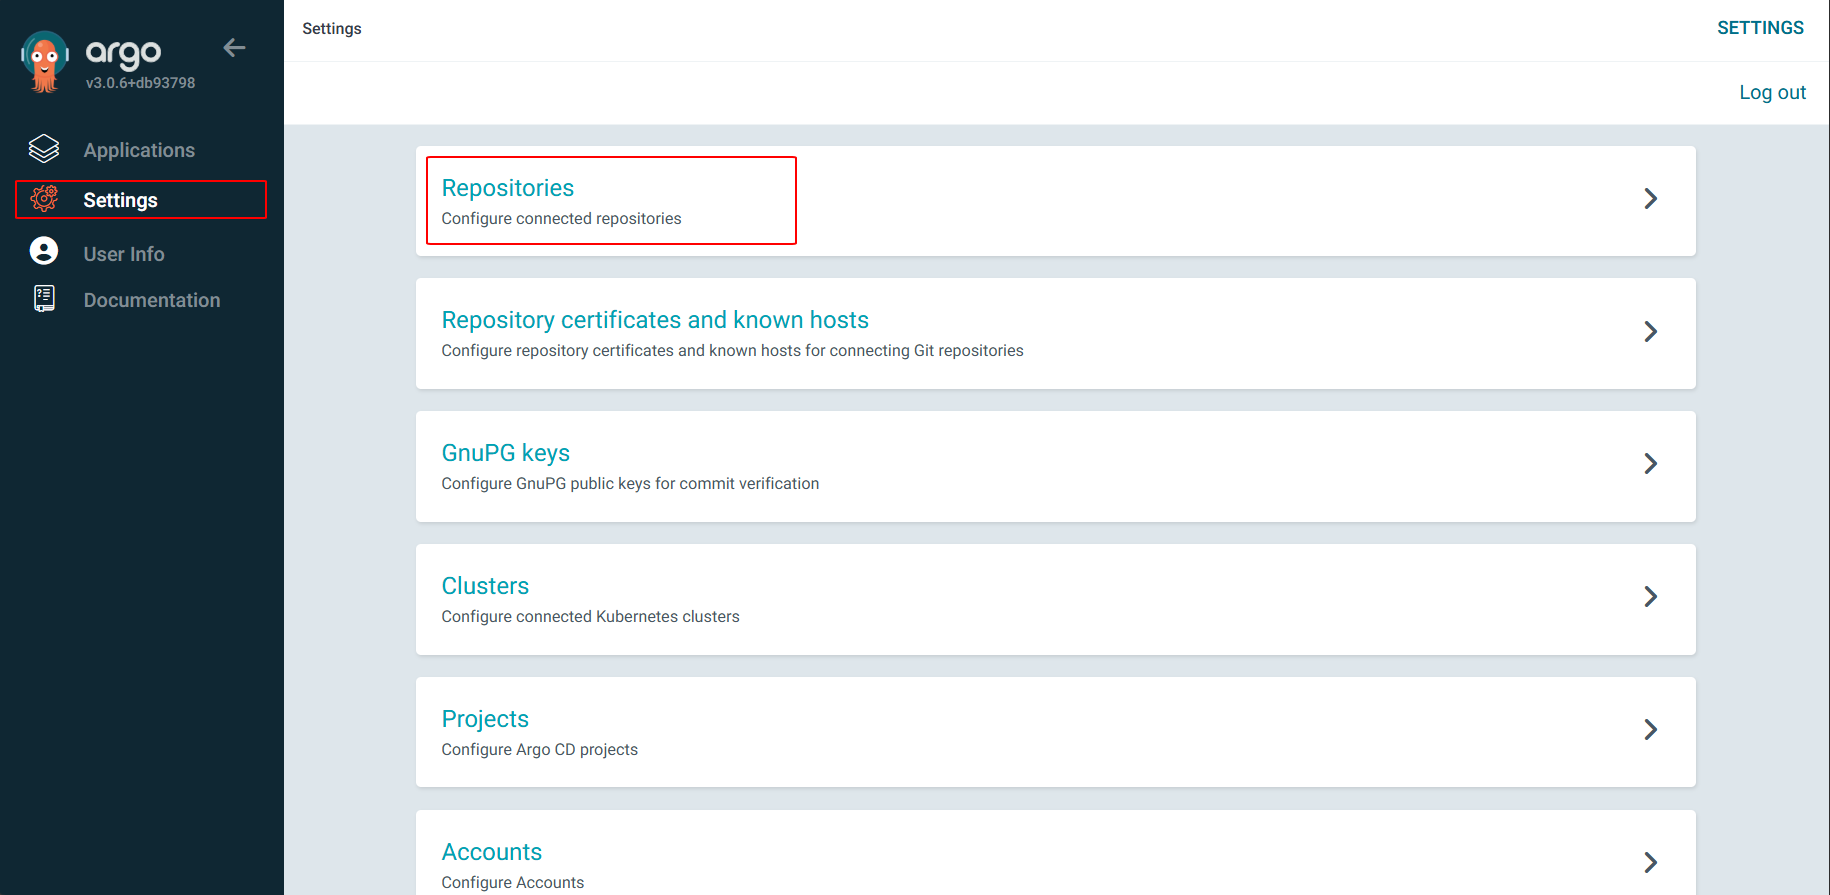 argo
v3.0.6+db93798
Applications
Settings
User Info
Documentation
Settings
SETTINGS
Log out
Repositories
Configure connected repositories
Repository certificates and known hosts
Configure repository certificates and known hosts for connecting Git repositories
GnuPG keys
Configure GnuPG public keys for commit verification
Clusters
Configure connected Kubernetes clusters
Projects
Configure Argo CD projects
Accounts
Configure Accounts